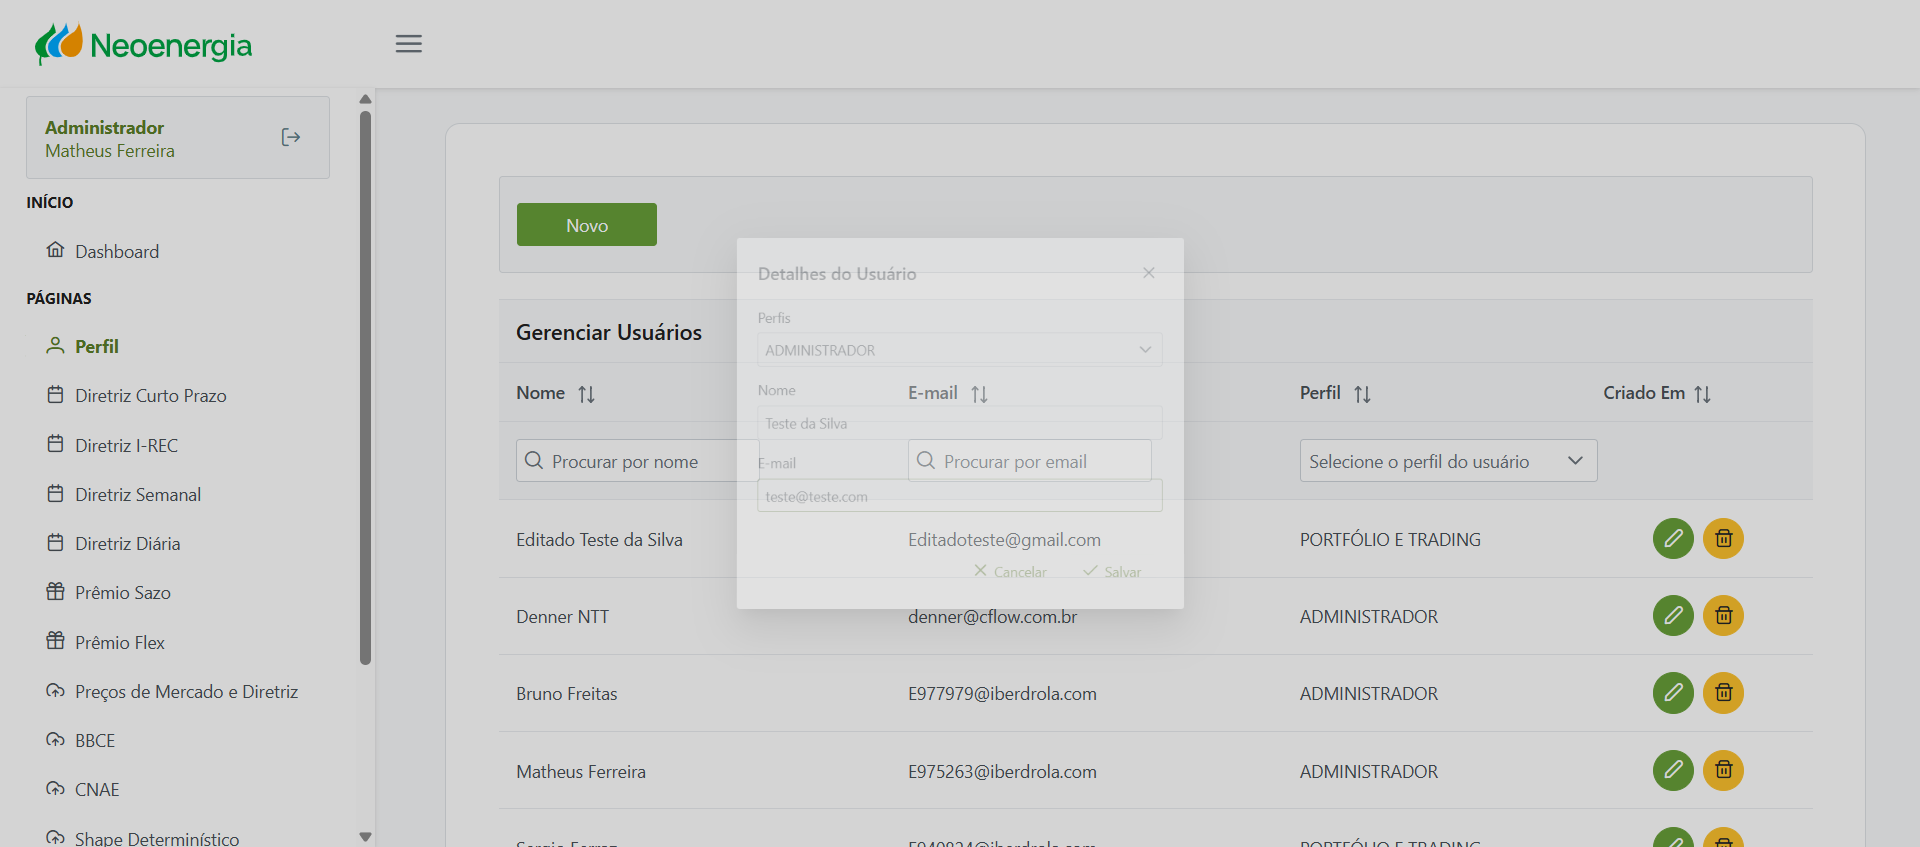 Neoenergia
Administrador
Matheus Ferreira
INÍCIO
Dashboard
PÁGINAS
Perfil
Diretriz Curto Prazo
Diretriz I-REC
Diretriz Semanal
Diretriz Diária
Prêmio Sazo
Prêmio Flex
Preços de Mercado e Diretriz
BBCE
CNAE
Shape Determinístico
Novo
Gerenciar Usuários
Nome E-mail Perfil Criado Em
Procurar por nome Procurar por email Selecione o perfil do usuário
Editado Teste da Silva Editadoteste@gmail.com PORTFÓLIO E TRADING
Denner NTT denner@cflow.com.br ADMINISTRADOR
Bruno Freitas E977979@iberdrola.com ADMINISTRADOR
Matheus Ferreira E975263@iberdrola.com ADMINISTRADOR
Detalhes do Usuário
Perfis
ADMINISTRADOR
Nome
Teste da Silva
E-mail
teste@teste.com
Cancelar Salvar